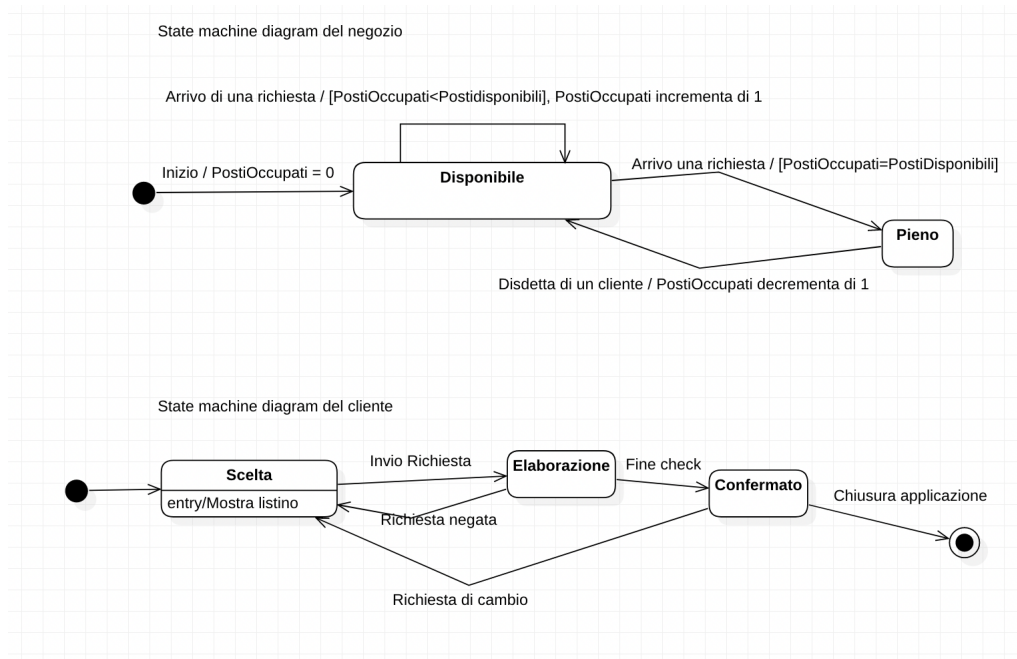 State machine diagram del negozio
Arrivo di una richiesta / [PostiOccupati<Postidisponibili], PostiOccupati incrementa di 1
Inizio / PostiOccupati = 0
Disponibile
Arrivo una richiesta / [PostiOccupati=PostiDisponibili]
Pieno
Disdetta di un cliente / PostiOccupati decrementa di 1
State machine diagram del cliente
Scelta
entry/Mostra listino
Invio Richiesta
Elaborazione
Fine check
Confermato
Chiusura applicazione
Richiesta negata
Richiesta di cambio